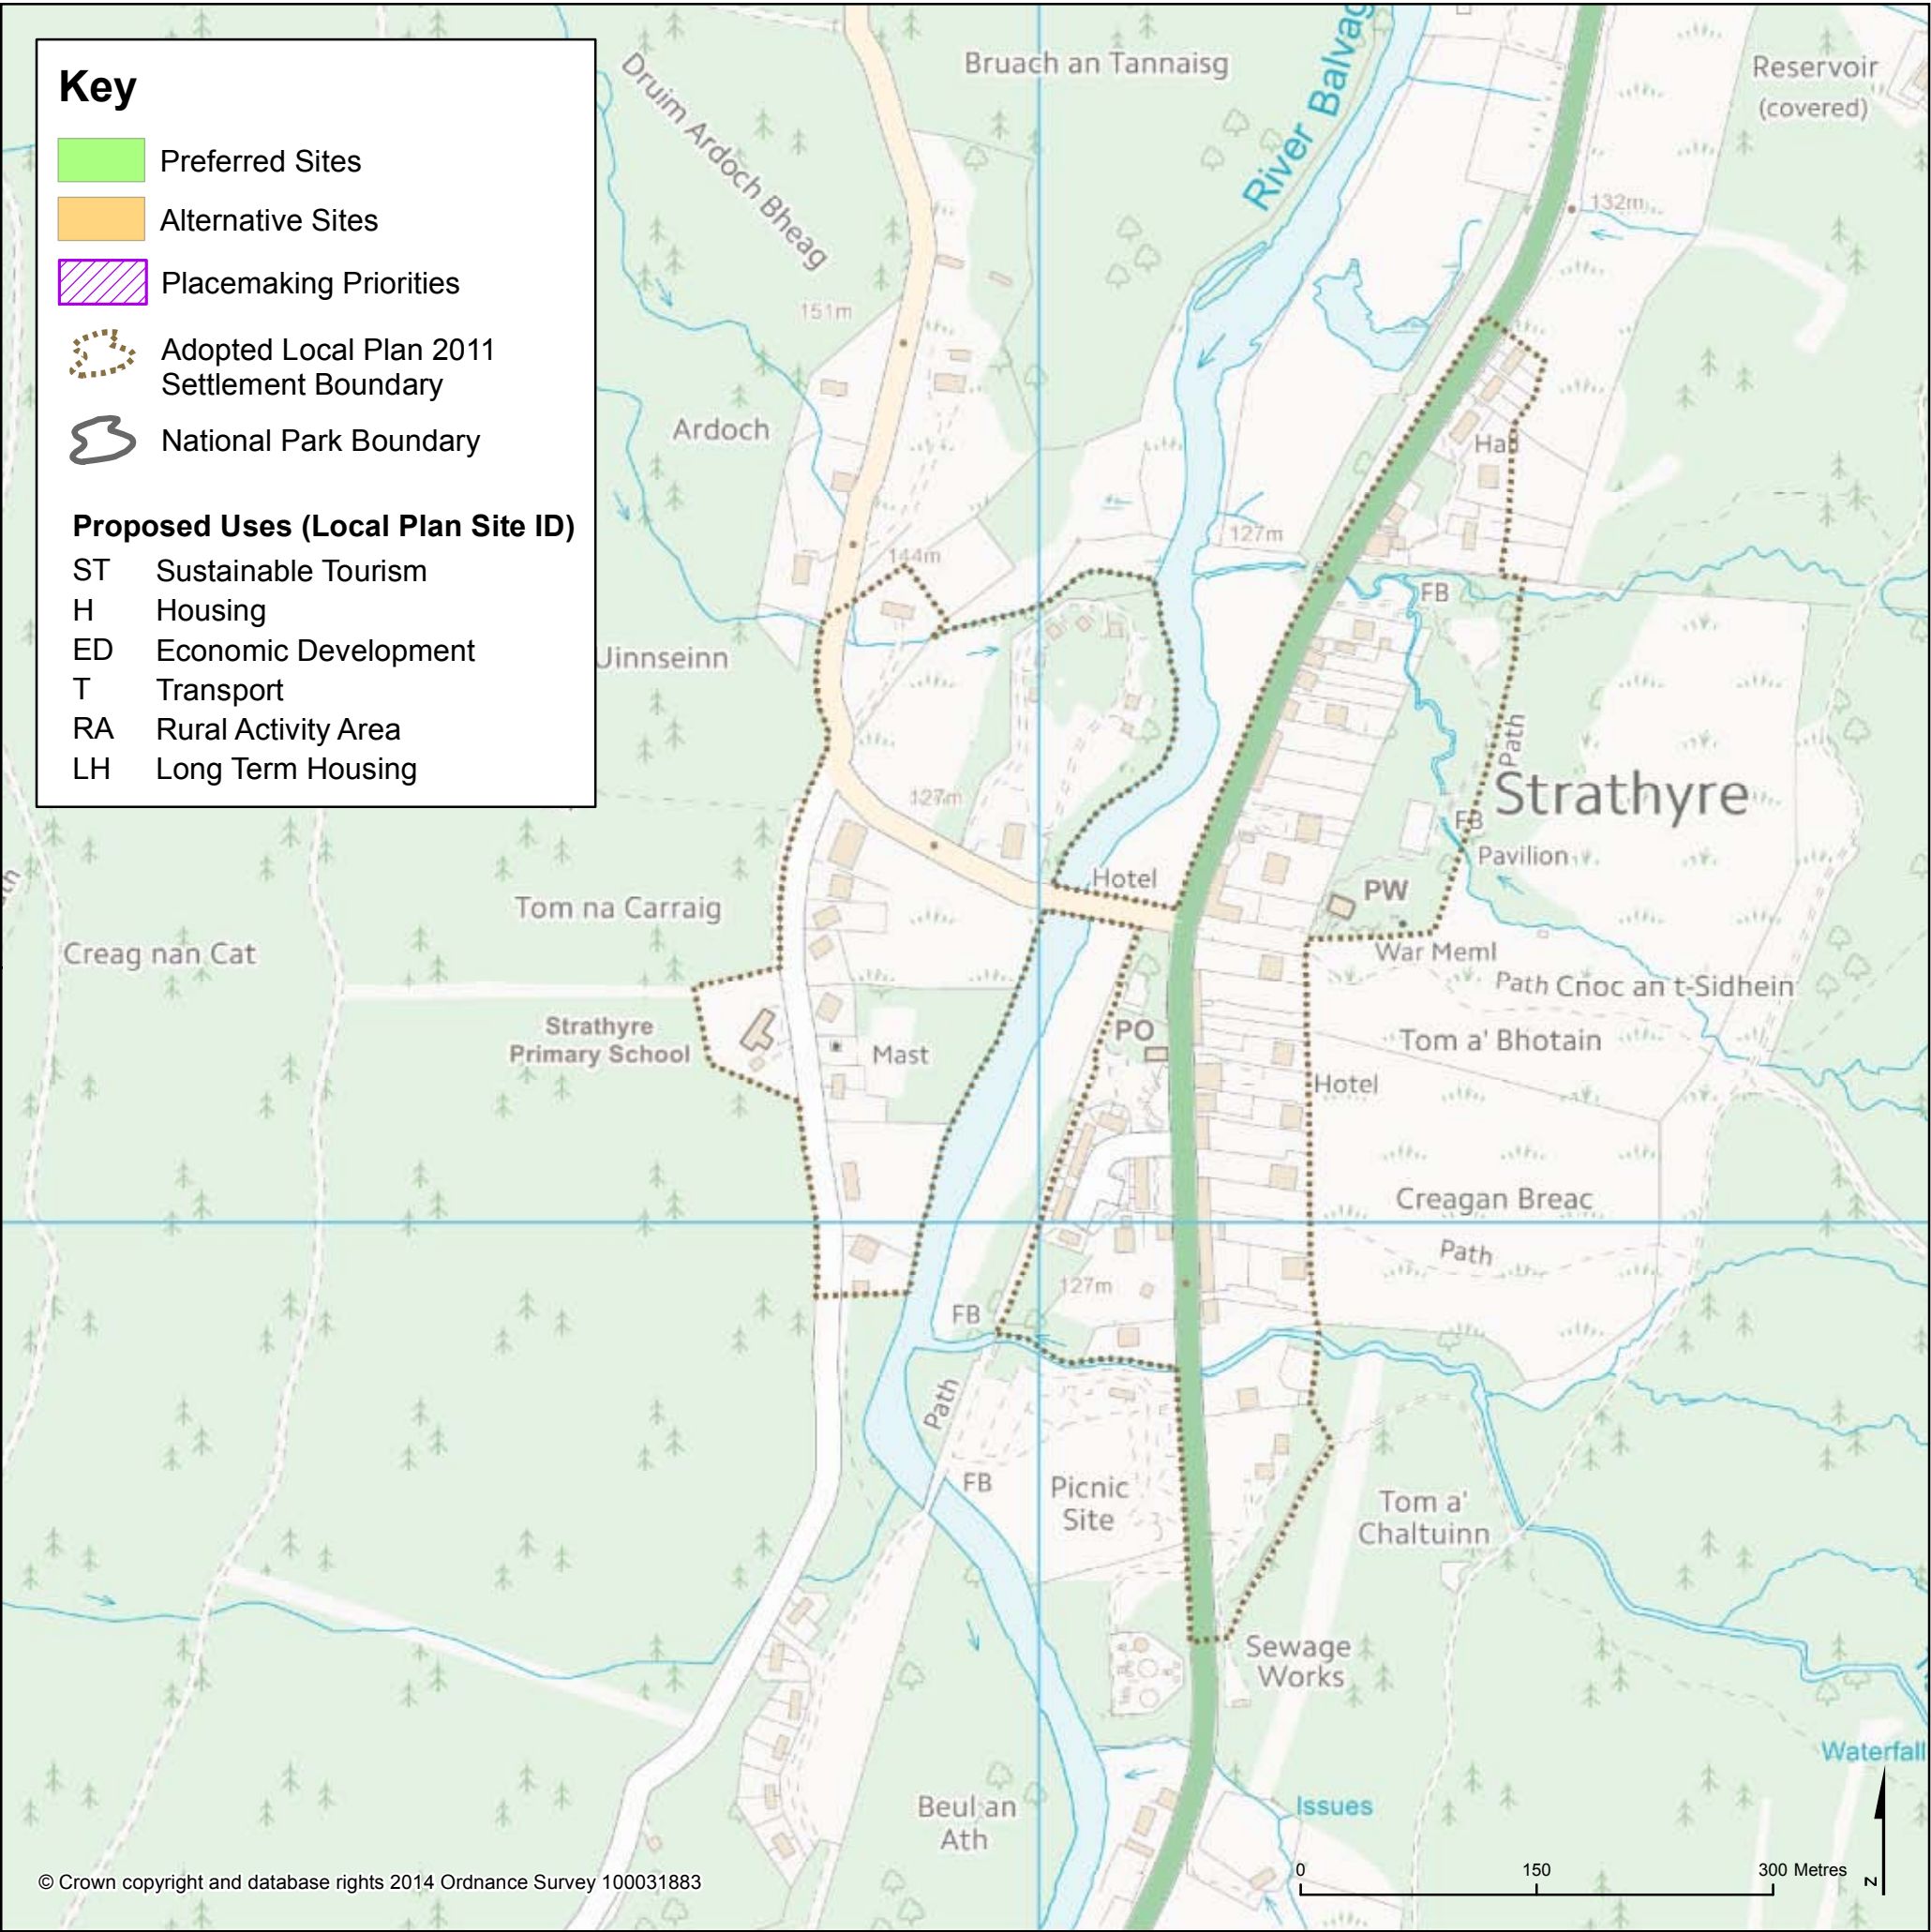 Key
Preferred Sites
Alternative Sites
Placemaking Priorities
Adopted Local Plan 2011
Settlement Boundary
National Park Boundary
Proposed Uses (Local Plan Site ID)
ST Sustainable Tourism
H Housing
ED Economic Development
T Transport
RA Rural Activity Area
LH Long Term Housing
Druim Ardoch Bheag
Bruach an Tannaisg
River Balvag
Reservoir
(covered)
132m
151m
Ardoch
Hall
144m
127m
FB
Uinnseinn
Path
Strathyre
127m
FB
Pavilion
Hotel
PW
Tom na Carraig
War Meml
Creag nan Cat
Path
Cnoc an t-Sidhein
Strathyre
Primary School
Mast
PO
Tom a' Bhotain
Hotel
Creagan Breac
Path
127m
FB
Path
FB
Picnic
Site
Tom a'
Chaltuinn
Sewage
Works
Waterfall
Issues
Beul an
Ath
0 150 300 Metres
N
© Crown copyright and database rights 2014 Ordnance Survey 100031883